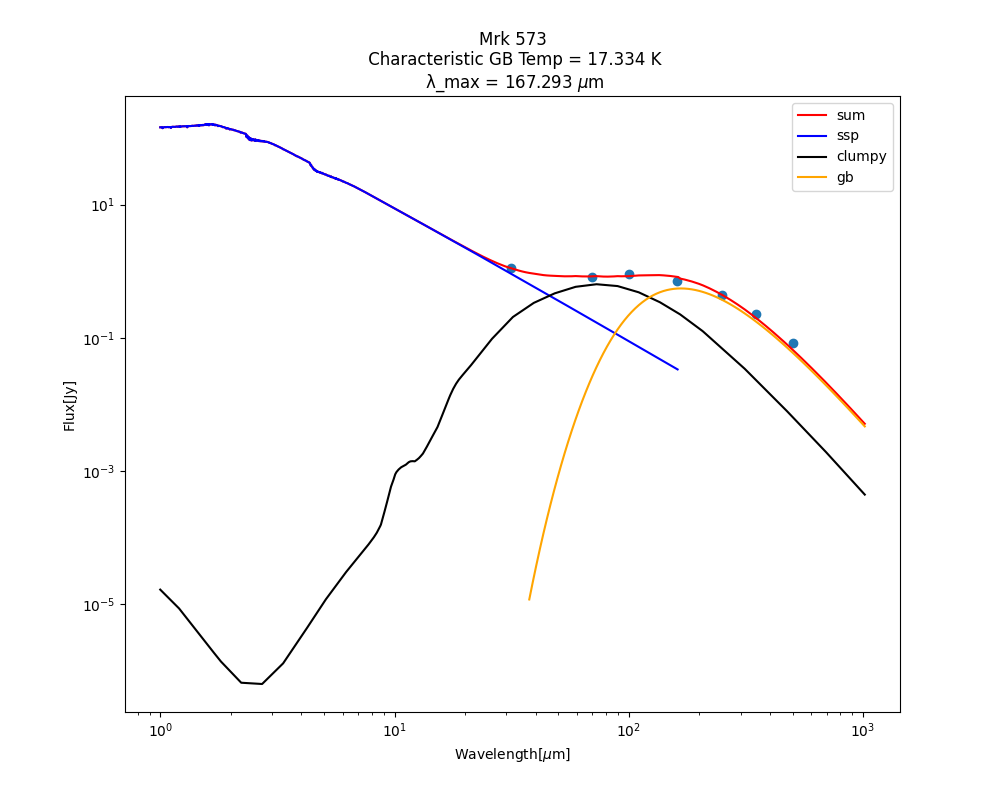 Mrk 573
Characteristic GB Temp = 17.334 K
λ_max = 167.293 μm
sum
ssp
clumpy
gb
Flux[Jy]
10¹
10⁻¹
10⁻³
10⁻⁵
10⁰ 10¹ 10² 10³
Wavelength[μm]